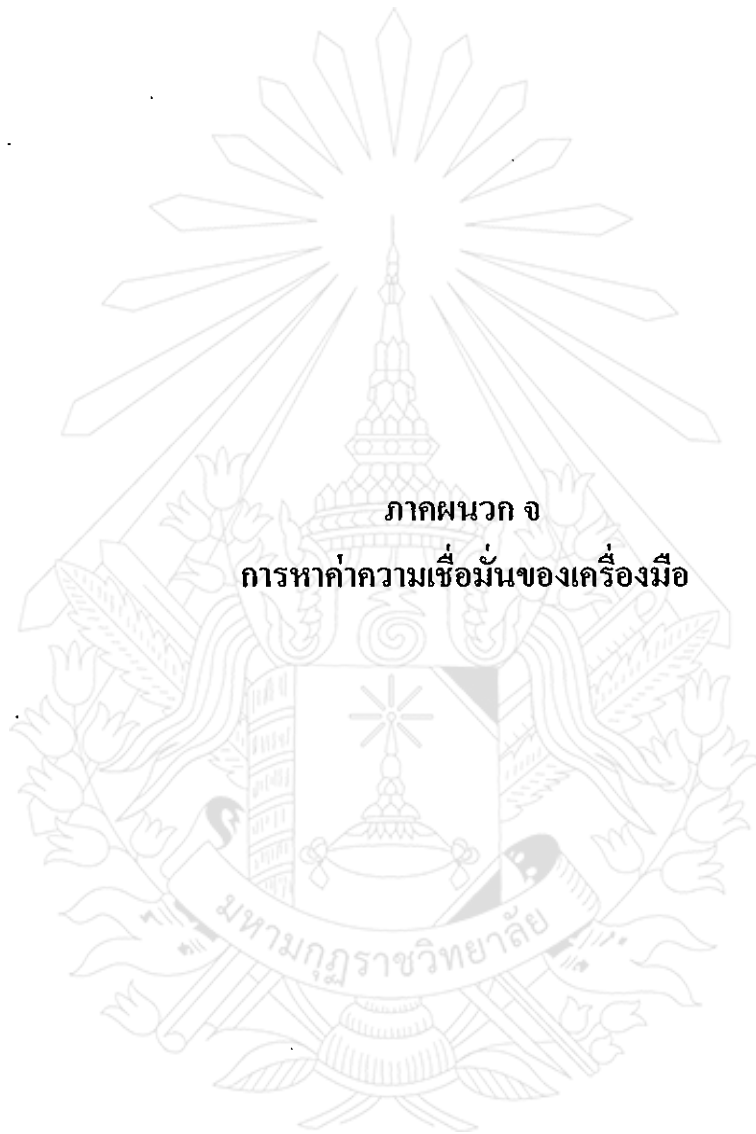 ภาคผนวก จ
การหาค่าความเชื่อมั่นของเครื่องมือ
มหามกุฏราชวิทยาลัย